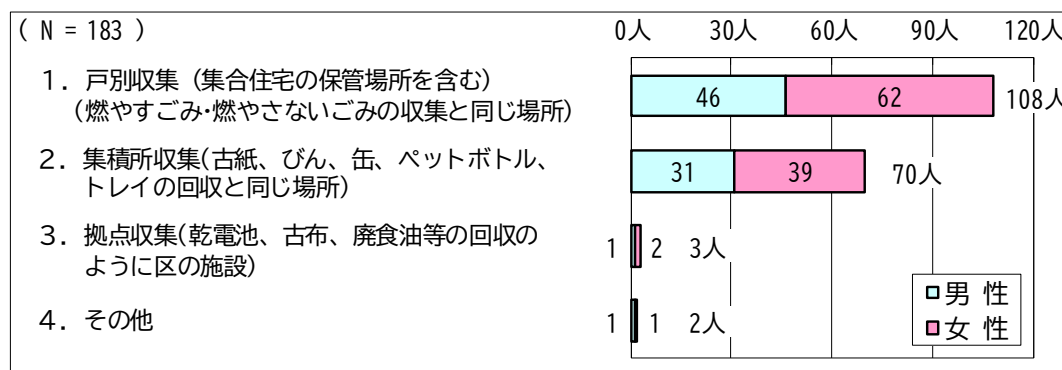 ( N = 183 )
0人 30人 60人 90人 120人
1. 戸別収集(集合住宅の保管場所を含む)
(燃やすごみ・燃やさないごみの収集と同じ場所)
46 62 108人
2. 集積所収集(古紙、びん、缶、ペットボトル、
トレイの回収と同じ場所)
31 39 70人
3. 拠点収集(乾電池、古布、廃食油等の回収の
ように区の施設)
1 2 3人
4. その他
1 1 2人
男 性
女 性